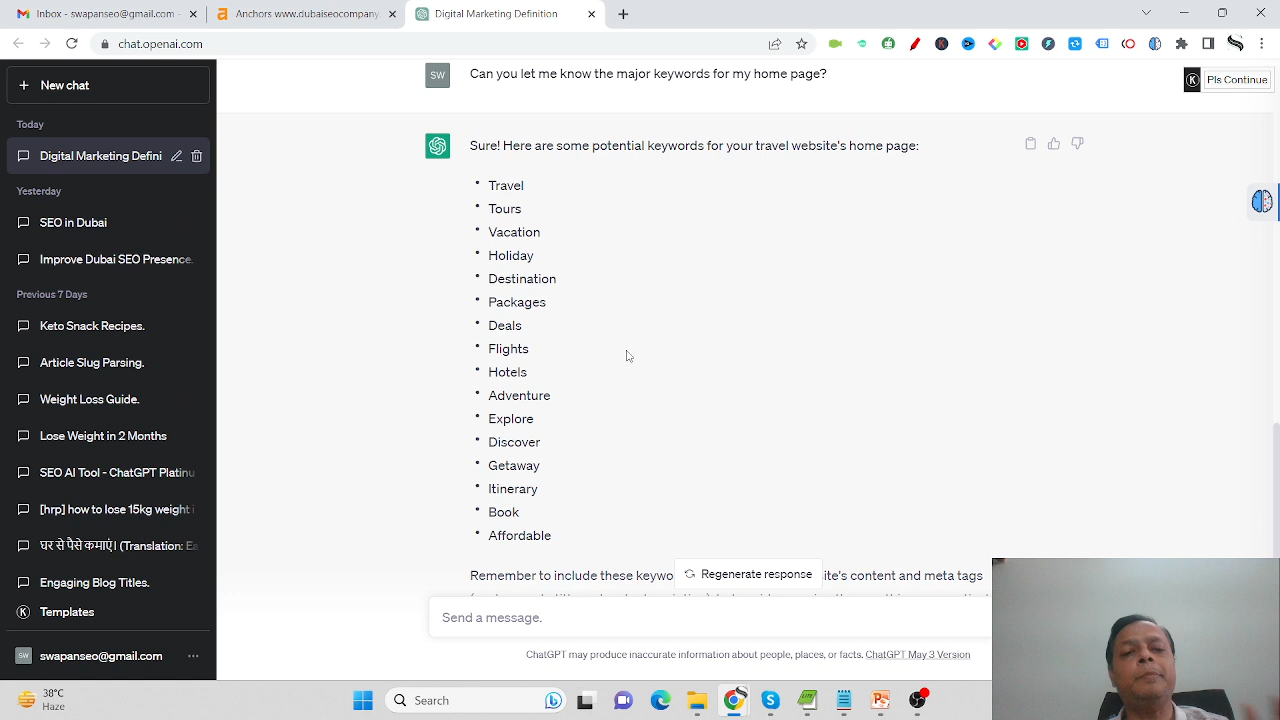 Inbox - swapanseo@gmail.com -
Anchors www.dubaiseocompany
Digital Marketing Definition
chat.openai.com
New chat
Today
Digital Marketing Defini
Yesterday
SEO in Dubai
Improve Dubai SEO Presence.
Previous 7 Days
Keto Snack Recipes.
Article Slug Parsing.
Weight Loss Guide.
Lose Weight in 2 Months
SEO AI Tool - ChatGPT Platinu
[hrp] how to lose 15kg weight i
घर से पैसे कमाएं। (Translation: Ea
Engaging Blog Titles.
Templates
SW swapanseo@gmail.com ...
SW Can you let me know the major keywords for my home page?
K Pls Continue
Sure! Here are some potential keywords for your travel website's home page:
• Travel
• Tours
• Vacation
• Holiday
• Destination
• Packages
• Deals
• Flights
• Hotels
• Adventure
• Explore
• Discover
• Getaway
• Itinerary
• Book
• Affordable
Remember to include these keywo
Regenerate response
ite's content and meta tags
Send a message.
ChatGPT may produce inaccurate information about people, places, or facts. ChatGPT May 3 Version
38°C
Haze
Search